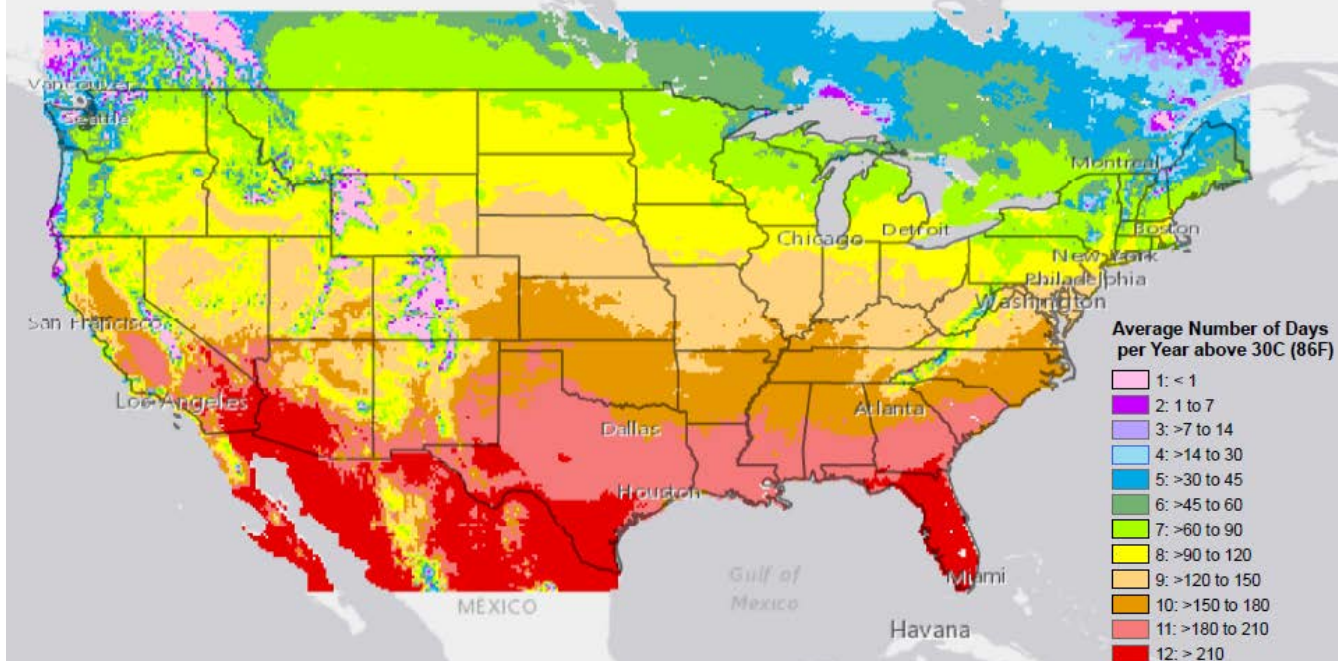 Vancouver
Seattle
Montreal
Chicago
Detroit
Boston
New York
Philadelphia
Washington
San Francisco
Los Angeles
Atlanta
Dallas
Houston
Miami
Gulf of
Mexico
MEXICO
Havana
Average Number of Days
per Year above 30C (86F)
1: < 1
2: 1 to 7
3: >7 to 14
4: >14 to 30
5: >30 to 45
6: >45 to 60
7: >60 to 90
8: >90 to 120
9: >120 to 150
10: >150 to 180
11: >180 to 210
12: > 210